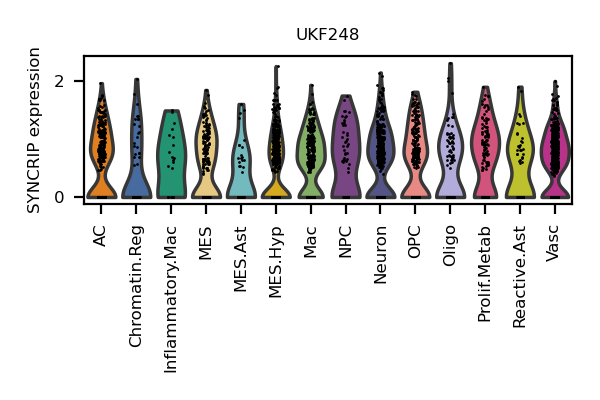 UKF248
SYNCRIP expression
2
0
AC
Chromatin.Reg
Inflammatory.Mac
MES
MES.Ast
MES.Hyp
Mac
NPC
Neuron
OPC
Oligo
Prolif.Metab
Reactive.Ast
Vasc